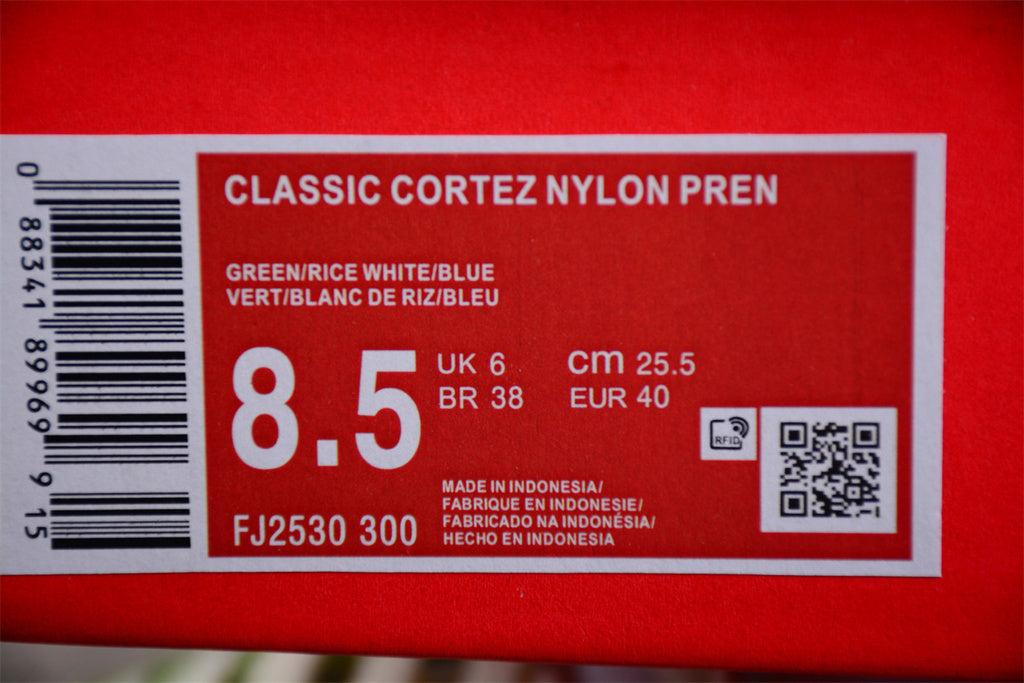 CLASSIC CORTEZ NYLON PREN
GREEN/RICE WHITE/BLUE
VERT/BLANC DE RIZ/BLEU
8.5
UK 6
cm 25.5
BR 38
EUR 40
RFID
FJ2530 300
MADE IN INDONESIA/
FABRIQUE EN INDONESIE/
FABRICADO NA INDONÉSIA/
HECHO EN INDONESIA
0 88341 89969 9 15